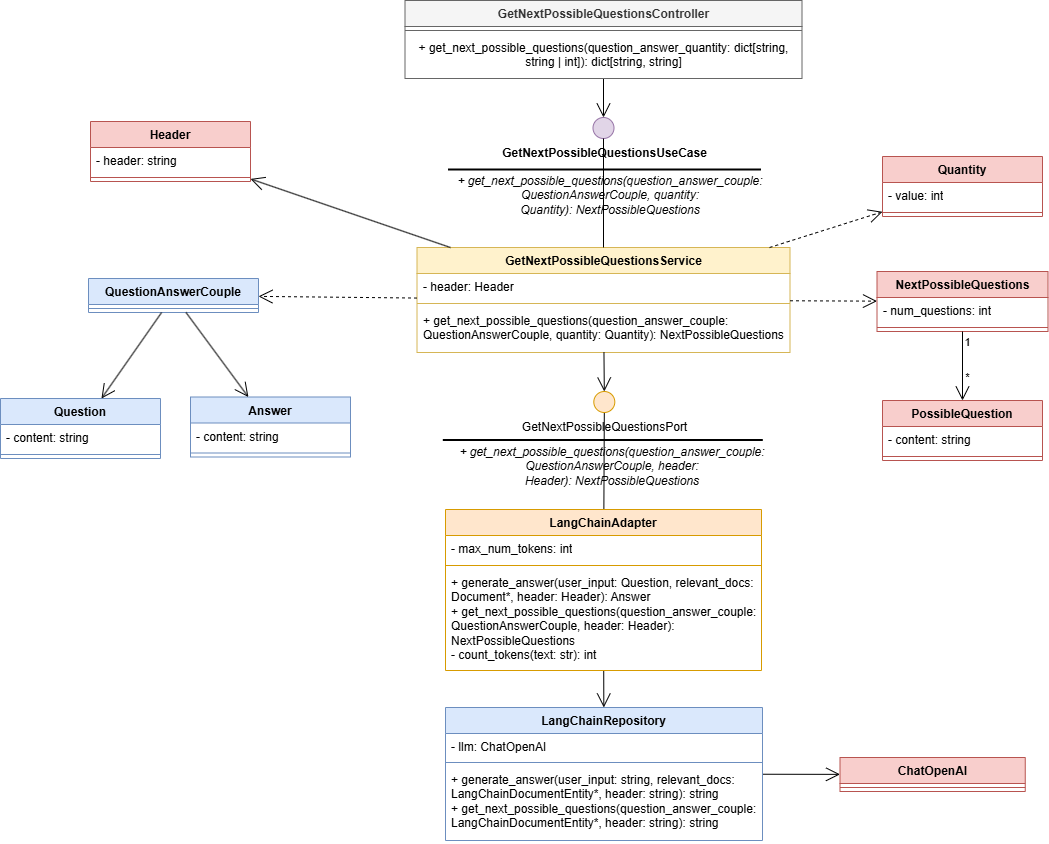 GetNextPossibleQuestionsController
+ get_next_possible_questions(question_answer_quantity: dict[string,
string | int]): dict[string, string]
GetNextPossibleQuestionsUseCase
+ get_next_possible_questions(question_answer_couple:
QuestionAnswerCouple, quantity:
Quantity): NextPossibleQuestions
Header
- header: string
Quantity
- value: int
GetNextPossibleQuestionsService
- header: Header
+ get_next_possible_questions(question_answer_couple:
QuestionAnswerCouple, quantity: Quantity): NextPossibleQuestions
QuestionAnswerCouple
NextPossibleQuestions
- num_questions: int
1
*
Question
- content: string
Answer
- content: string
PossibleQuestion
- content: string
GetNextPossibleQuestionsPort
+ get_next_possible_questions(question_answer_couple:
QuestionAnswerCouple, header:
Header): NextPossibleQuestions
LangChainAdapter
- max_num_tokens: int
+ generate_answer(user_input: Question, relevant_docs:
Document*, header: Header): Answer
+ get_next_possible_questions(question_answer_couple:
QuestionAnswerCouple, header: Header):
NextPossibleQuestions
- count_tokens(text: str): int
LangChainRepository
- llm: ChatOpenAI
+ generate_answer(user_input: string, relevant_docs:
LangChainDocumentEntity*, header: string): string
+ get_next_possible_questions(question_answer_couple:
LangChainDocumentEntity*, header: string): string
ChatOpenAI